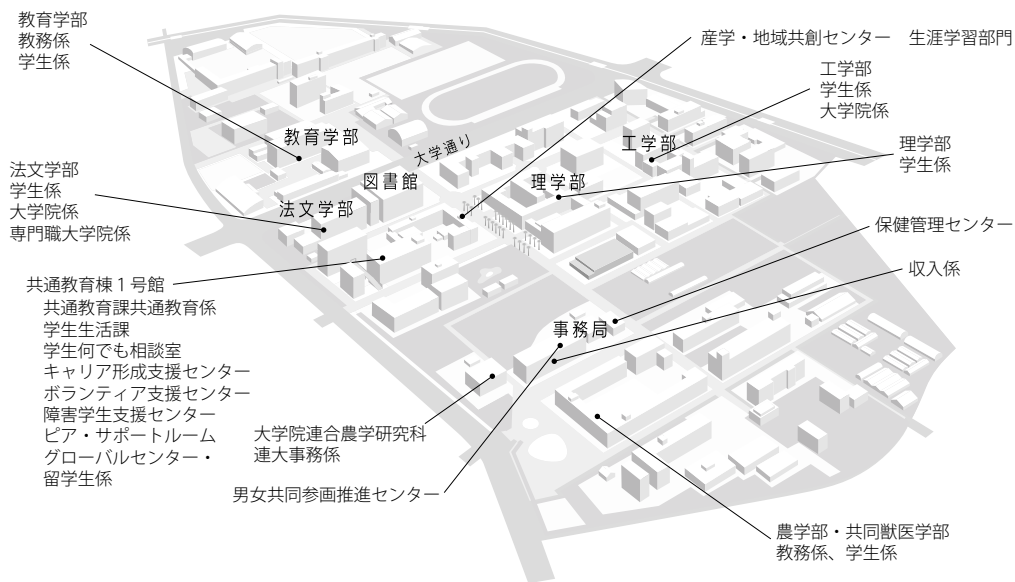 教育学部
教務係
学生係
産学・地域共創センター　生涯学習部門
工学部
学生係
大学院係
理学部
学生係
教育学部
大学通り
工学部
図書館
理学部
法文学部
学生係
大学院係
専門職大学院係
法文学部
保健管理センター
収入係
共通教育棟１号館
共通教育課共通教育係
学生生活課
学生何でも相談室
キャリア形成支援センター
ボランティア支援センター
障害学生支援センター
ピア・サポートルーム
グローバルセンター・
留学生係
事務局
大学院連合農学研究科
連大事務係
男女共同参画推進センター
農学部・共同獣医学部
教務係、学生係